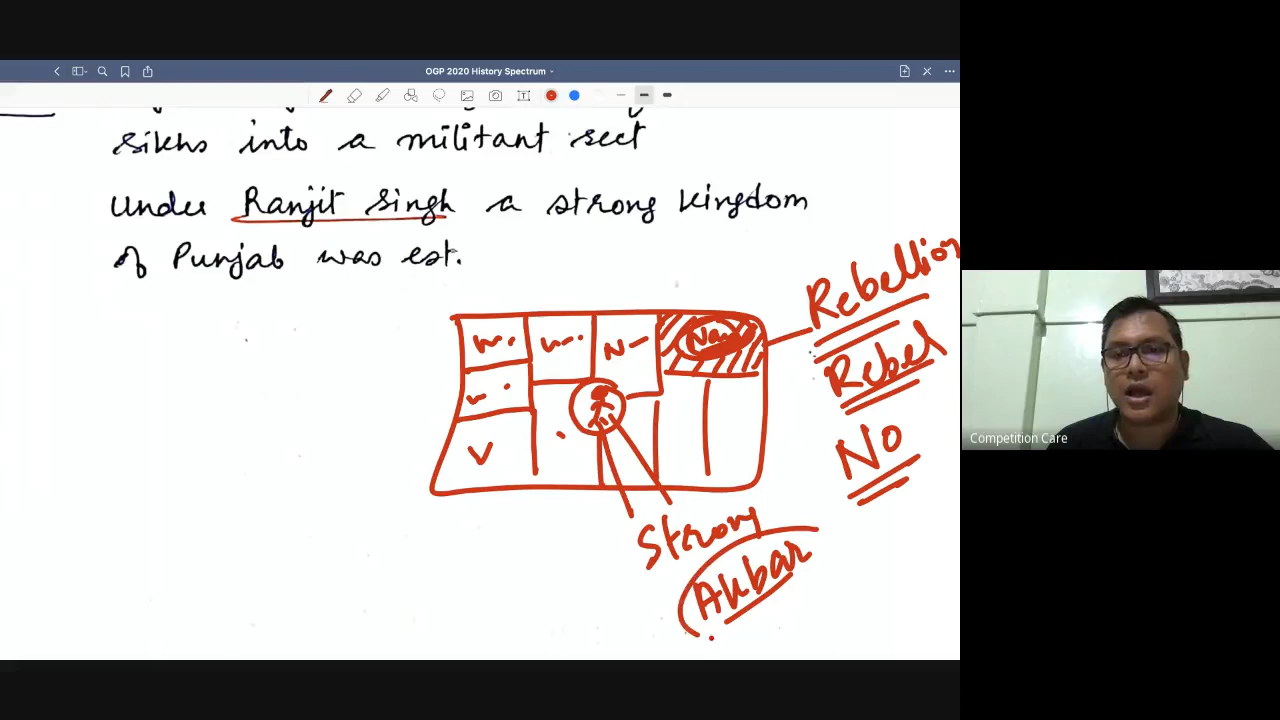 OGP 2020 History Spectrum
sikhs into a militant sect
Under Ranjit Singh a strong kingdom
of Punjab was est.
Rebellion
Rebel
No
Strong
Akbar
Competition Care